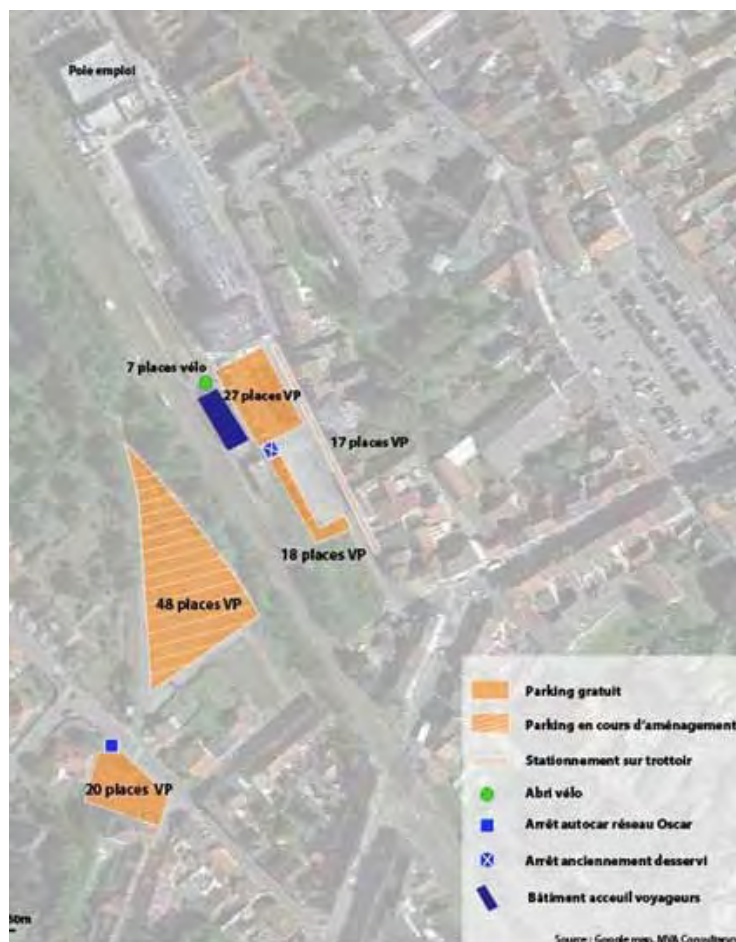 Pole emploi
7 places vélo
27 places VP
17 places VP
18 places VP
48 places VP
20 places VP
Parking gratuit
Parking en cours d'aménagement
Stationnement sur trottoir
Abri vélo
Arrêt autocar réseau Oscar
Arrêt anciennement desservi
Bâtiment acceuil voyageurs
Source : Google map, MVA